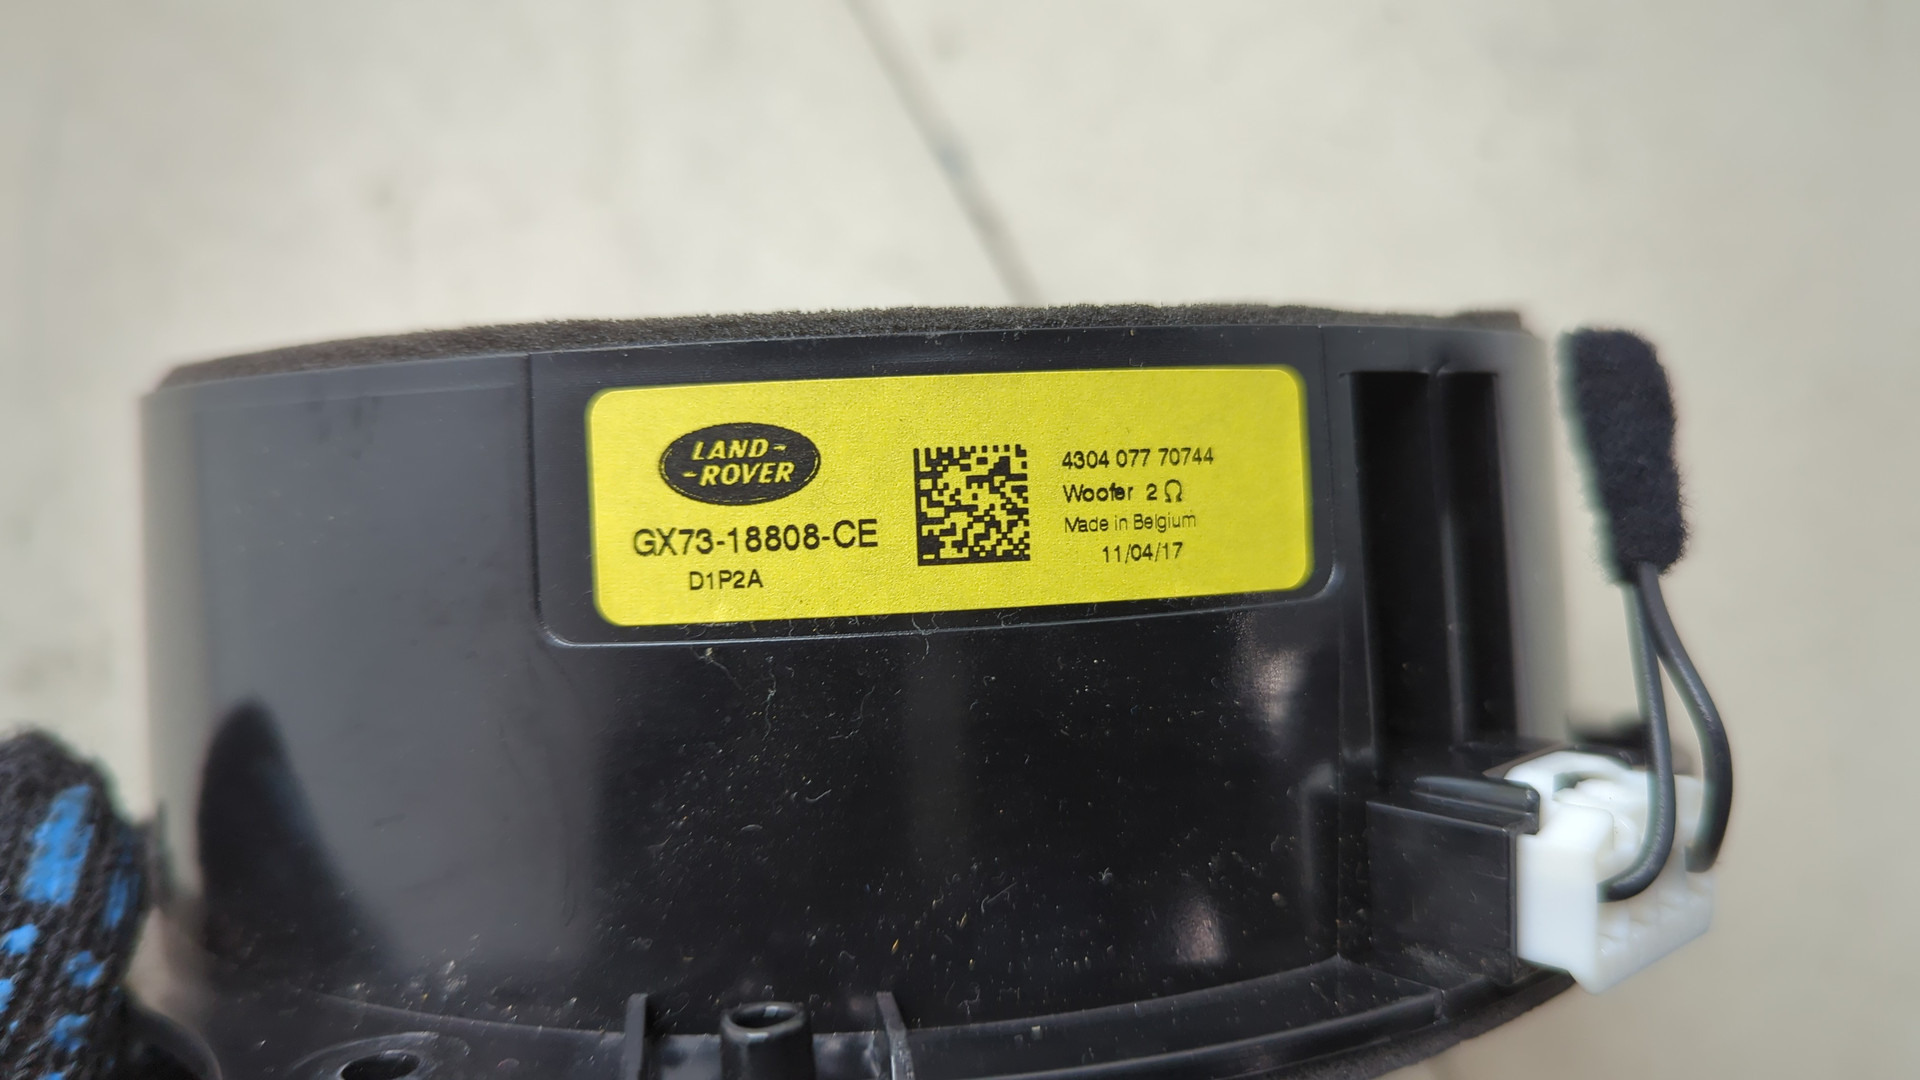 LAND-
-ROVER
GX73-18808-CE
D1P2A
4304 077 70744
Woofer 2 Ω
Made in Belgium
11/04/17